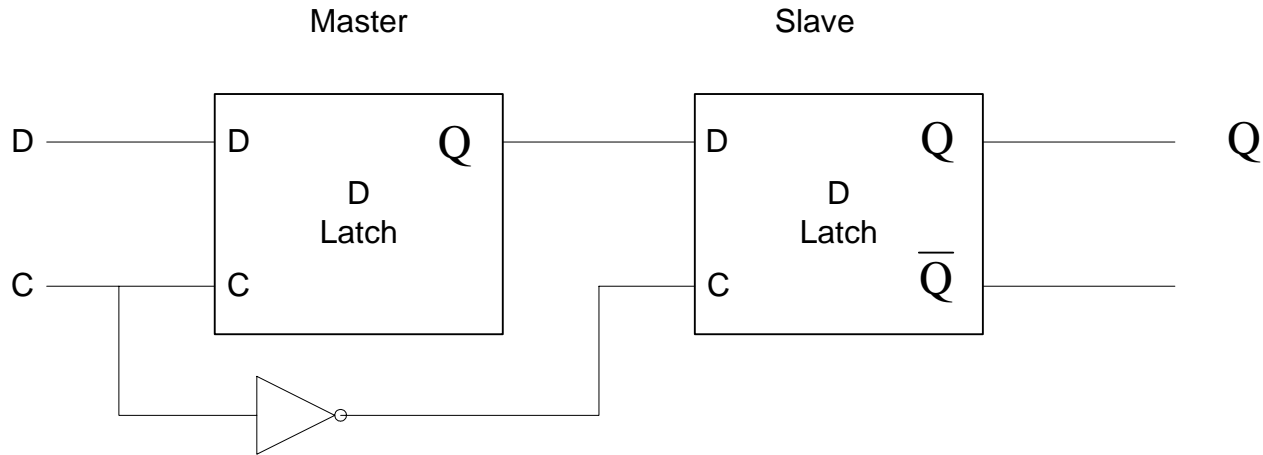 Master Slave
D D Q D Q Q
D Latch D Latch
C C C Q̅